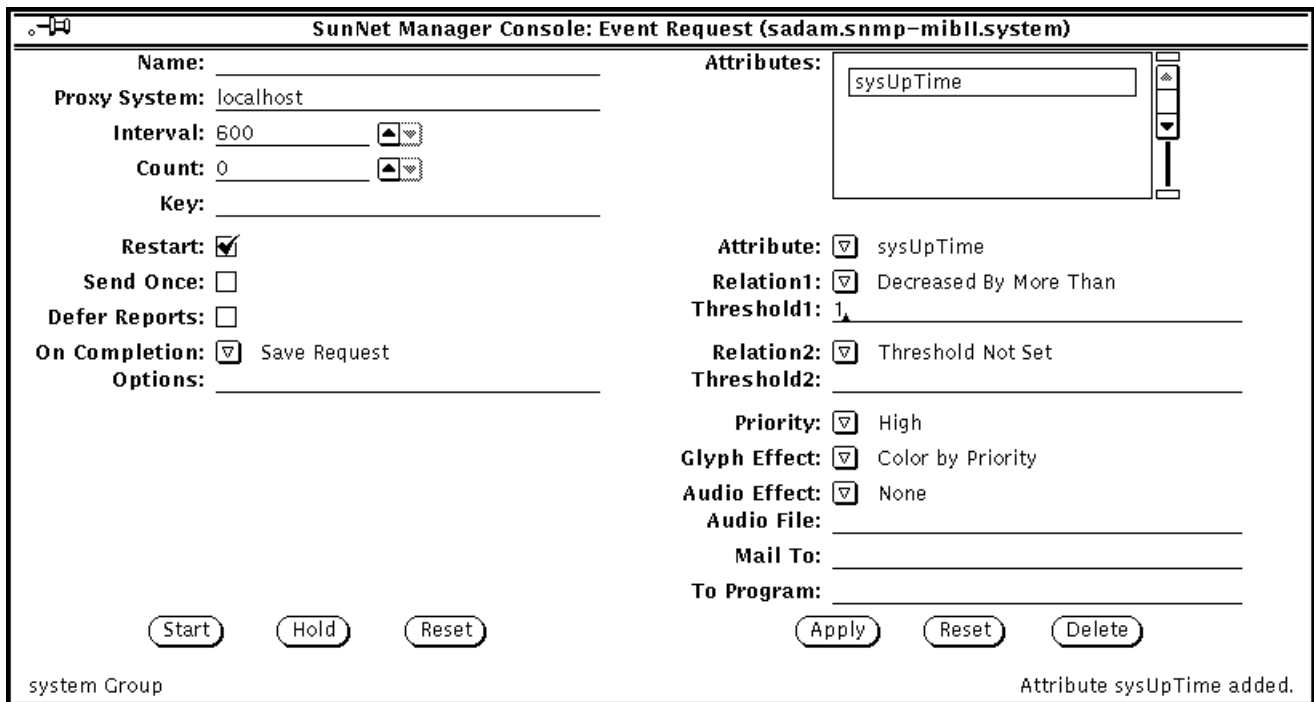 SunNet Manager Console: Event Request (sadam.snmp-mibII.system)
Name:
Proxy System: localhost
Interval: 600
Count: 0
Key:
Restart:
Send Once:
Defer Reports:
On Completion: Save Request
Options:
Start Hold Reset
system Group
Attributes:
sysUpTime
Attribute: sysUpTime
Relation1: Decreased By More Than
Threshold1: 1
Relation2: Threshold Not Set
Threshold2:
Priority: High
Glyph Effect: Color by Priority
Audio Effect: None
Audio File:
Mail To:
To Program:
Apply Reset Delete
Attribute sysUpTime added.